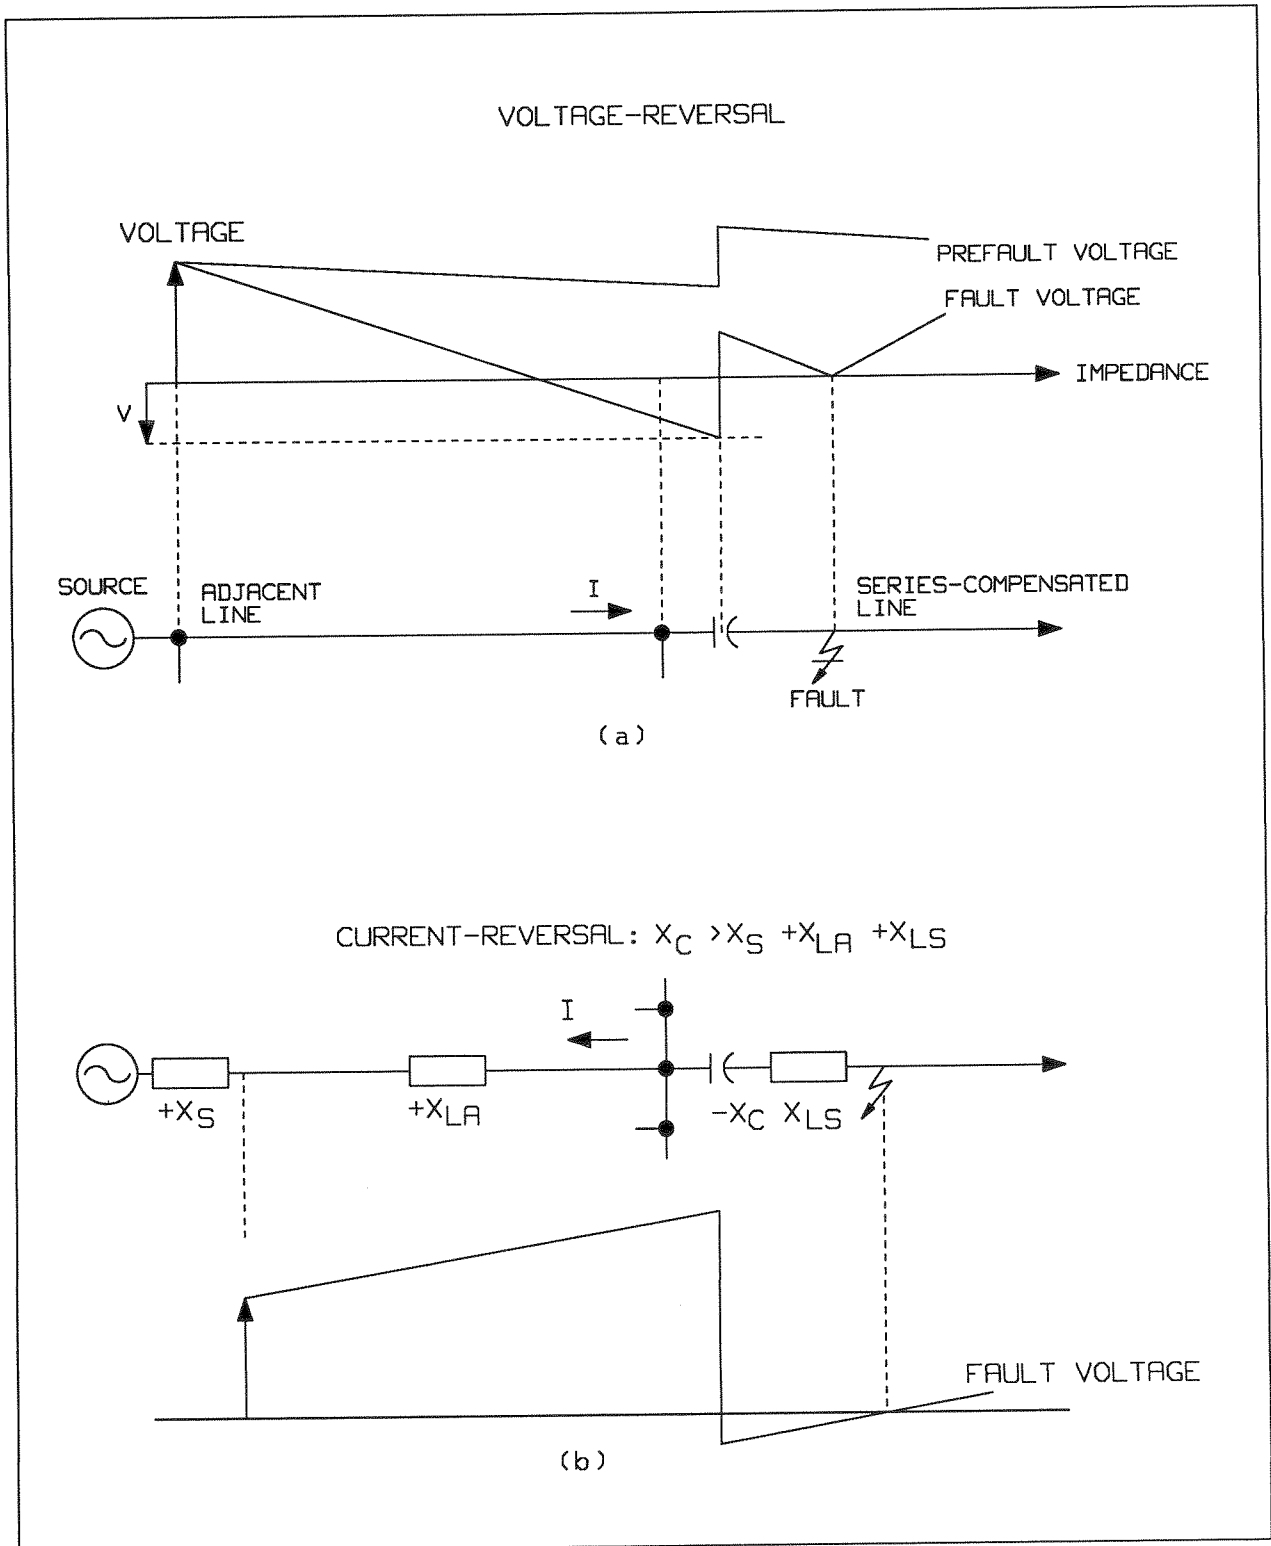 VOLTAGE-REVERSAL
VOLTAGE
PREFAULT VOLTAGE
FAULT VOLTAGE
IMPEDANCE
V
SOURCE
ADJACENT
LINE
I
SERIES-COMPENSATED
LINE
FAULT
(a)
CURRENT-REVERSAL: XC >XS +XLA +XLS
I
+XS
+XLA
-XC
XLS
FAULT VOLTAGE
(b)